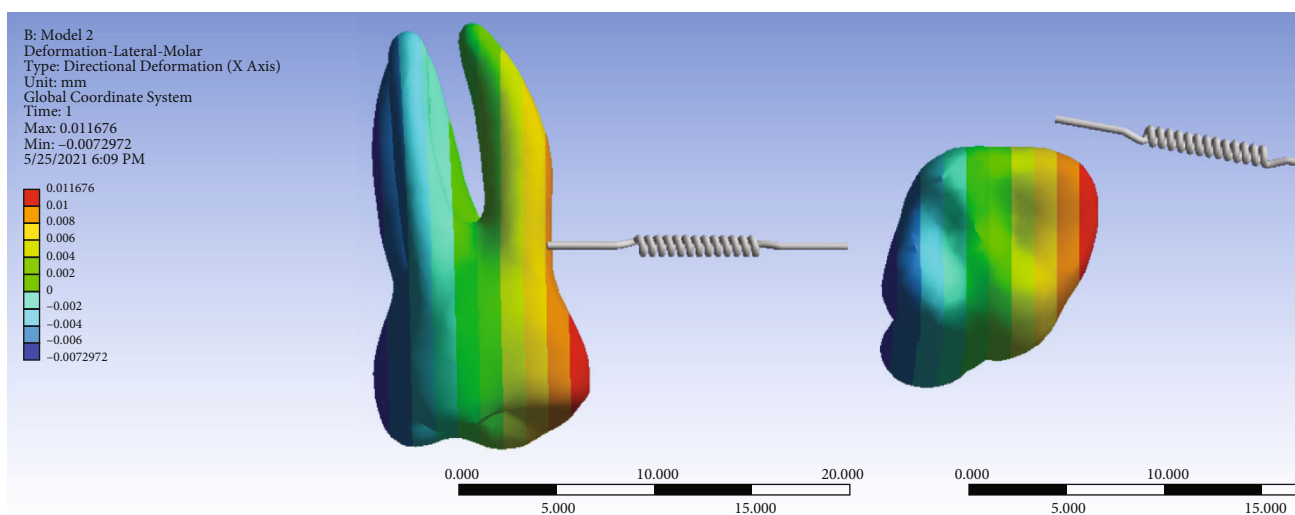 B: Model 2
Deformation-Lateral-Molar
Type: Directional Deformation (X Axis)
Unit: mm
Global Coordinate System
Time: 1
Max: 0.011676
Min: –0.0072972
5/25/2021 6:09 PM
0.011676
0.01
0.008
0.006
0.004
0.002
0
–0.002
–0.004
–0.006
–0.0072972
0.000 10.000 20.000
5.000 15.000
0.000 10.000
5.000 15.000